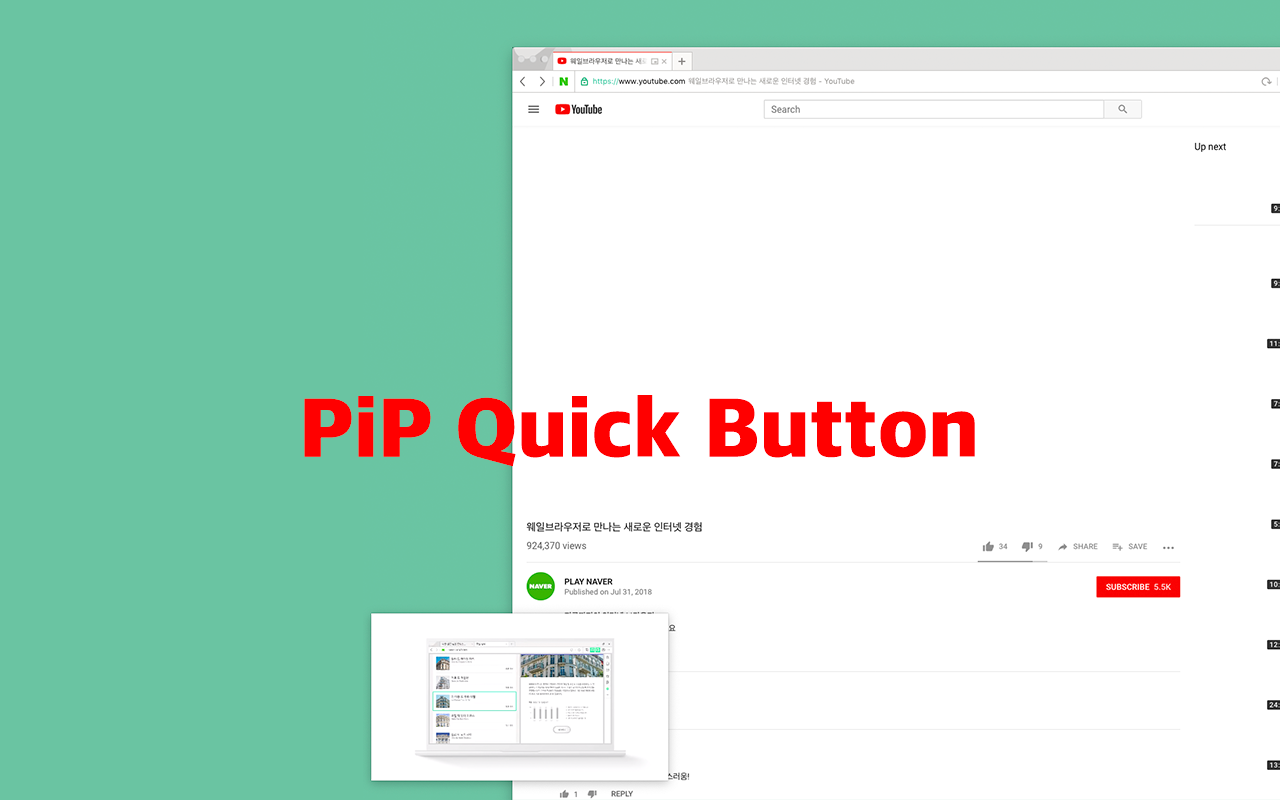 웨일브라우저로 만나는 새
https://www.youtube.com 웨일브라우저로 만나는 새로운 인터넷 경험 – YouTube
YouTube
Search
Up next
PiP Quick Button
웨일브라우저로 만나는 새로운 인터넷 경험
924,370 views
34 9 SHARE SAVE
NAVER
PLAY NAVER
Published on Jul 31, 2018
SUBSCRIBE 5.5K
요
스러움!
1 REPLY
9:
9:
11:
7:
7:
5:
10:
12:
24:
13: